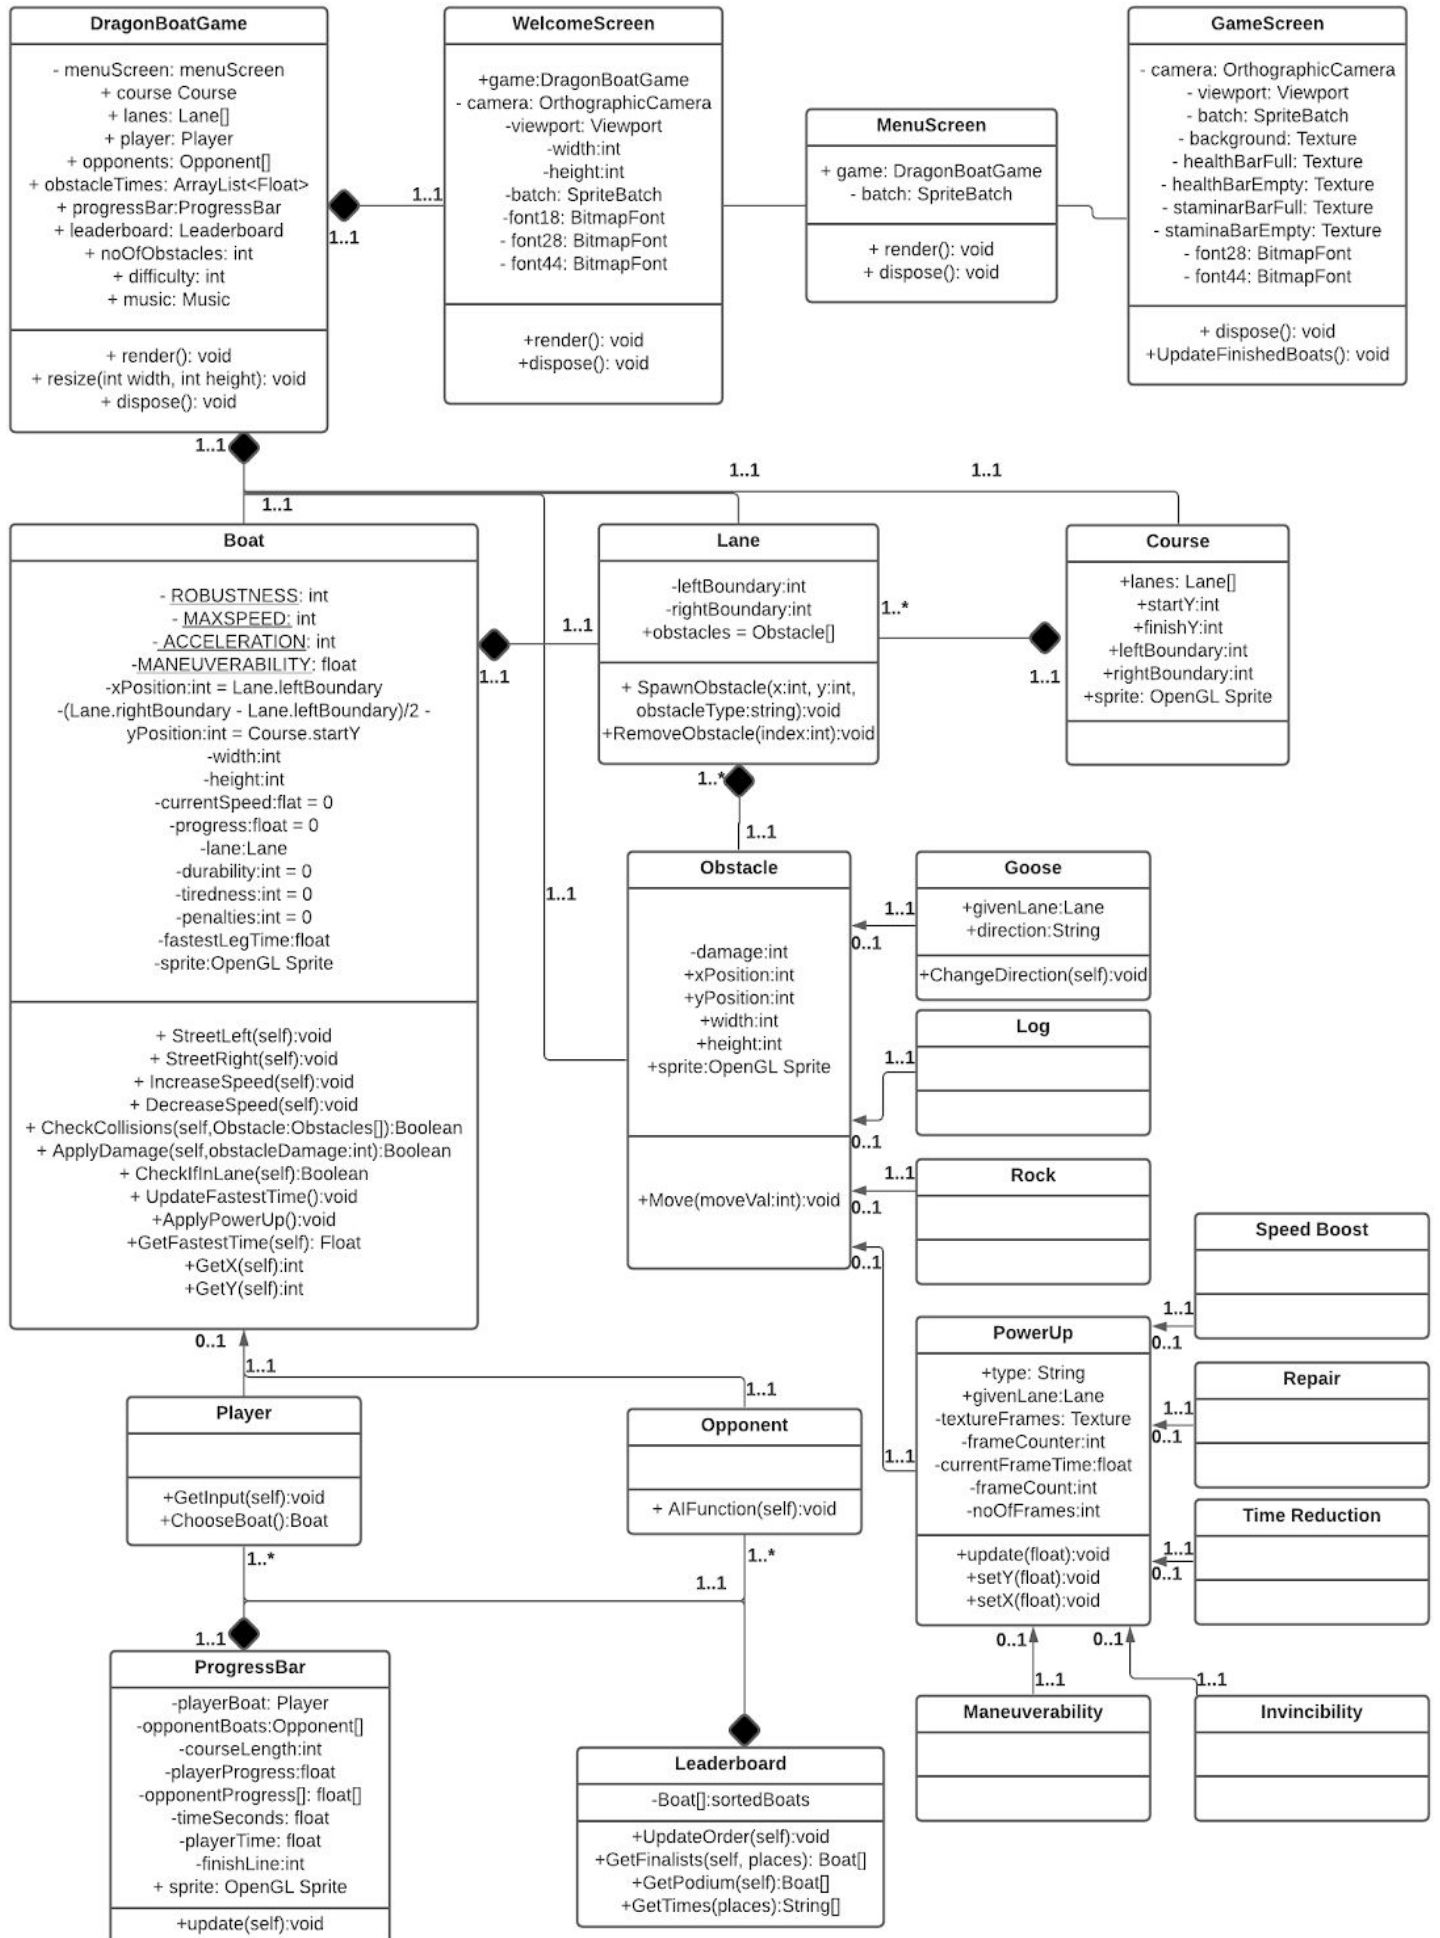 DragonBoatGame
- menuScreen: menuScreen
+ course Course
+ lanes: Lane[]
+ player: Player
+ opponents: Opponent[]
+ obstacleTimes: ArrayList<Float>
+ progressBar:ProgressBar
+ leaderboard: Leaderboard
+ noOfObstacles: int
+ difficulty: int
+ music: Music
+ render(): void
+ resize(int width, int height): void
+ dispose(): void
1..1
1..1
WelcomeScreen
+game:DragonBoatGame
- camera: OrthographicCamera
-viewport: Viewport
-width:int
-height:int
-batch: SpriteBatch
-font18: BitmapFont
- font28: BitmapFont
- font44: BitmapFont
+render(): void
+dispose(): void
MenuScreen
+ game: DragonBoatGame
- batch: SpriteBatch
+ render(): void
+ dispose(): void
GameScreen
- camera: OrthographicCamera
- viewport: Viewport
- batch: SpriteBatch
- background: Texture
- healthBarFull: Texture
- healthBarEmpty: Texture
- staminarBarFull: Texture
- staminaBarEmpty: Texture
- font28: BitmapFont
- font44: BitmapFont
+ dispose(): void
+UpdateFinishedBoats(): void
1..1
1..1
1..1
1..1
Boat
- ROBUSTNESS: int
- MAXSPEED: int
- ACCELERATION: int
-MANEUVERABILITY: float
-xPosition:int = Lane.leftBoundary
-(Lane.rightBoundary - Lane.leftBoundary)/2 -
yPosition:int = Course.startY
-width:int
-height:int
-currentSpeed:flat = 0
-progress:float = 0
-lane:Lane
-durability:int = 0
-tiredness:int = 0
-penalties:int = 0
-fastestLegTime:float
-sprite:OpenGL Sprite
+ StreetLeft(self):void
+ StreetRight(self):void
+ IncreaseSpeed(self):void
+ DecreaseSpeed(self):void
+ CheckCollisions(self,Obstacle:Obstacles[]):Boolean
+ ApplyDamage(self,obstacleDamage:int):Boolean
+ CheckIfInLane(self):Boolean
+ UpdateFastestTime():void
+ApplyPowerUp():void
+GetFastestTime(self): Float
+GetX(self):int
+GetY(self):int
1..1
1..1
Lane
-leftBoundary:int
-rightBoundary:int
+obstacles = Obstacle[]
+ SpawnObstacle(x:int, y:int,
obstacleType:string):void
+RemoveObstacle(index:int):void
1..*
1..1
Course
+lanes: Lane[]
+startY:int
+finishY:int
+leftBoundary:int
+rightBoundary:int
+sprite: OpenGL Sprite
1..*
1..1
1..1
Obstacle
-damage:int
+xPosition:int
+yPosition:int
+width:int
+height:int
+sprite:OpenGL Sprite
+Move(moveVal:int):void
1..1
0..1
Goose
+givenLane:Lane
+direction:String
+ChangeDirection(self):void
1..1
0..1
Log
1..1
0..1
Rock
0..1
1..1
PowerUp
+type: String
+givenLane:Lane
-textureFrames: Texture
-frameCounter:int
-currentFrameTime:float
-frameCount:int
-noOfFrames:int
+update(float):void
+setY(float):void
+setX(float):void
Speed Boost
1..1
0..1
Repair
1..1
0..1
Time Reduction
1..1
0..1
0..1
0..1
1..1
1..1
Maneuverability
Invincibility
0..1
1..1
1..1
Player
+GetInput(self):void
+ChooseBoat():Boat
Opponent
+ AIFunction(self):void
1..*
1..*
1..1
1..1
ProgressBar
-playerBoat: Player
-opponentBoats:Opponent[]
-courseLength:int
-playerProgress:float
-opponentProgress[]: float[]
-timeSeconds: float
-playerTime: float
-finishLine:int
+ sprite: OpenGL Sprite
+update(self):void
Leaderboard
-Boat[]:sortedBoats
+UpdateOrder(self):void
+GetFinalists(self, places): Boat[]
+GetPodium(self):Boat[]
+GetTimes(places):String[]